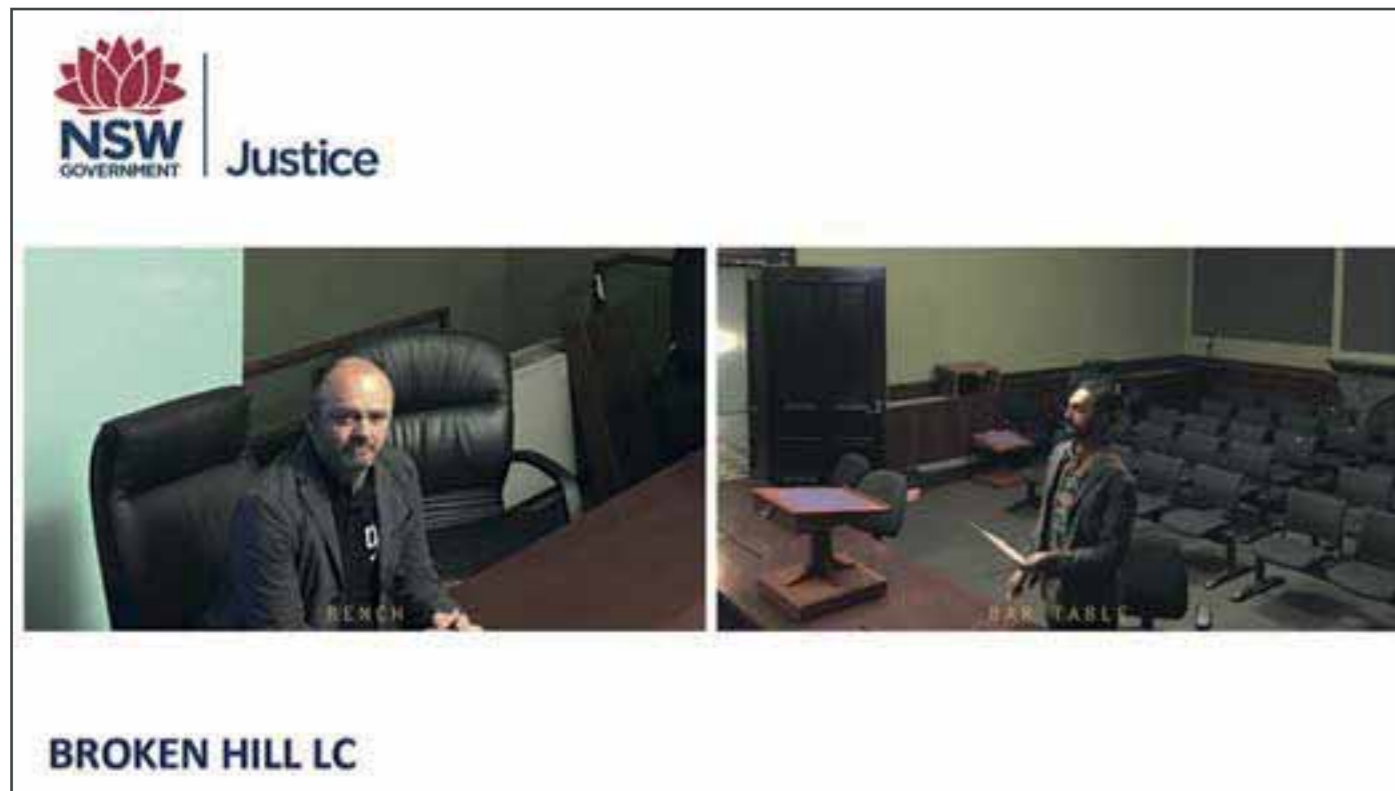 NSW
GOVERNMENT
Justice
BENCH
BAR TABLE
BROKEN HILL LC